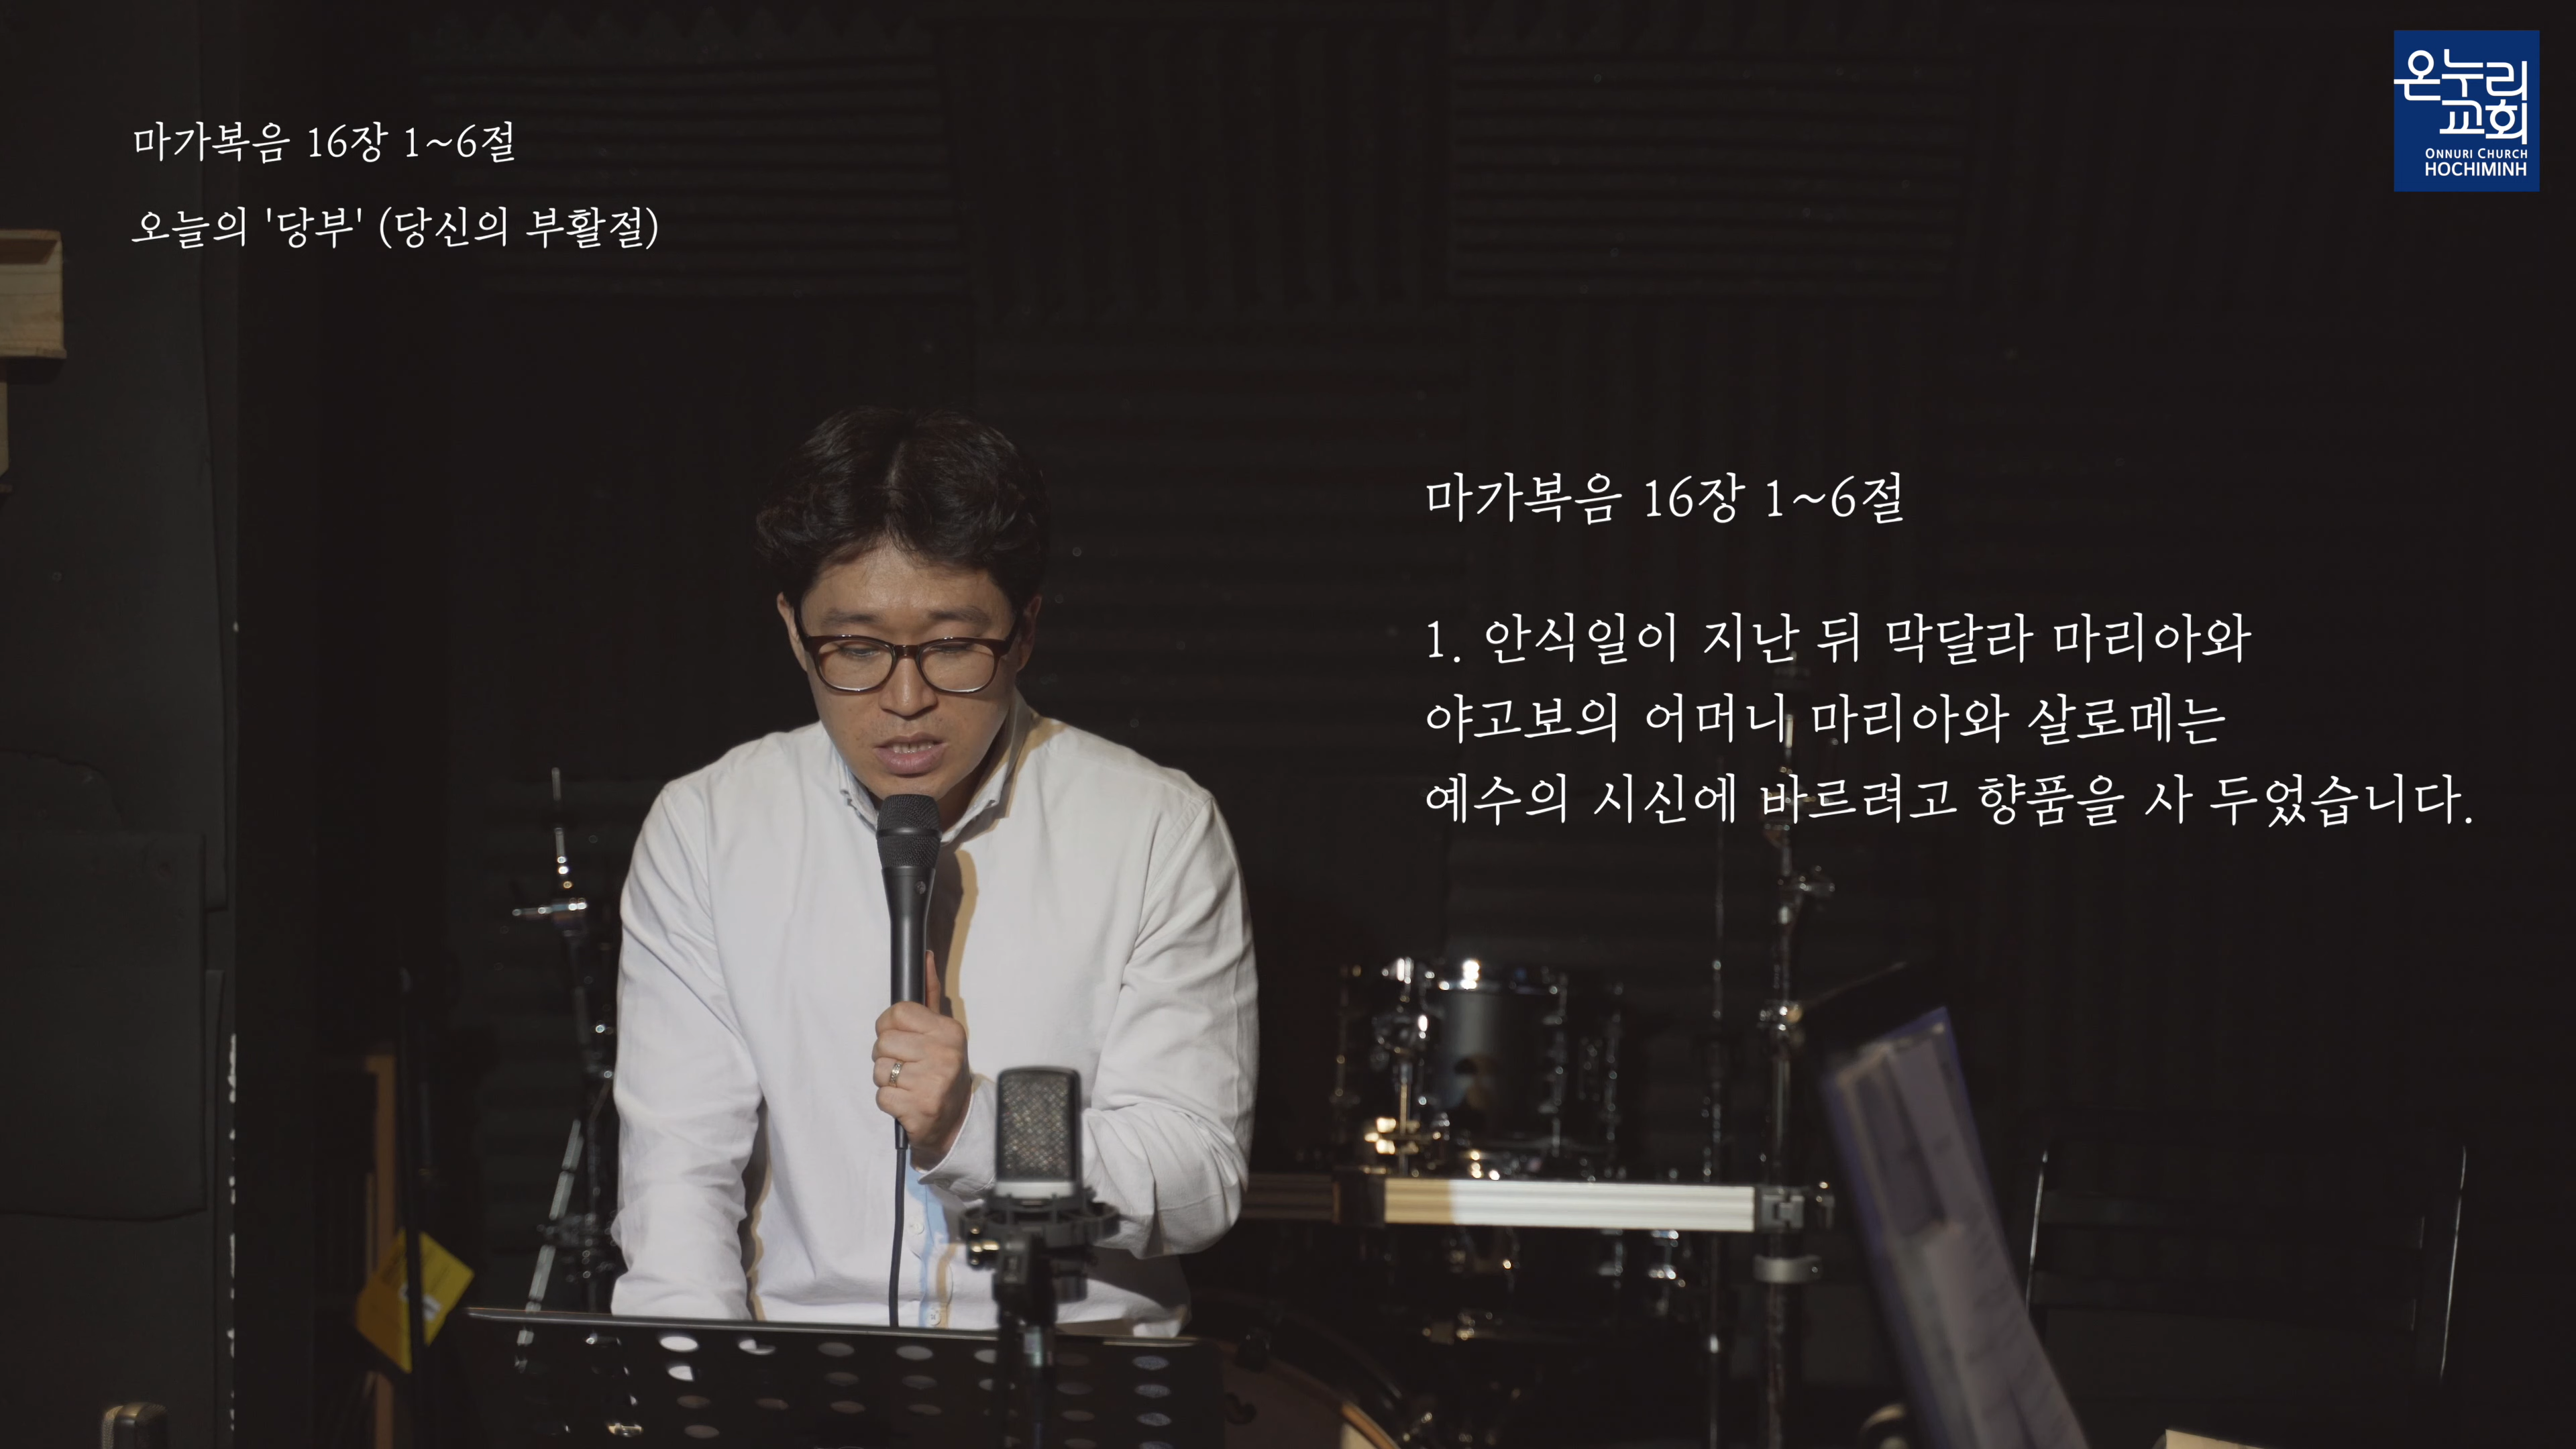 마가복음 16장 1~6절
오늘의 '당부' (당신의 부활절)
온누리
교회
ONNURI CHURCH
HOCHIMINH
마가복음 16장 1~6절
1. 안식일이 지난 뒤 막달라 마리아와
야고보의 어머니 마리아와 살로메는
예수의 시신에 바르려고 향품을 사 두었습니다.